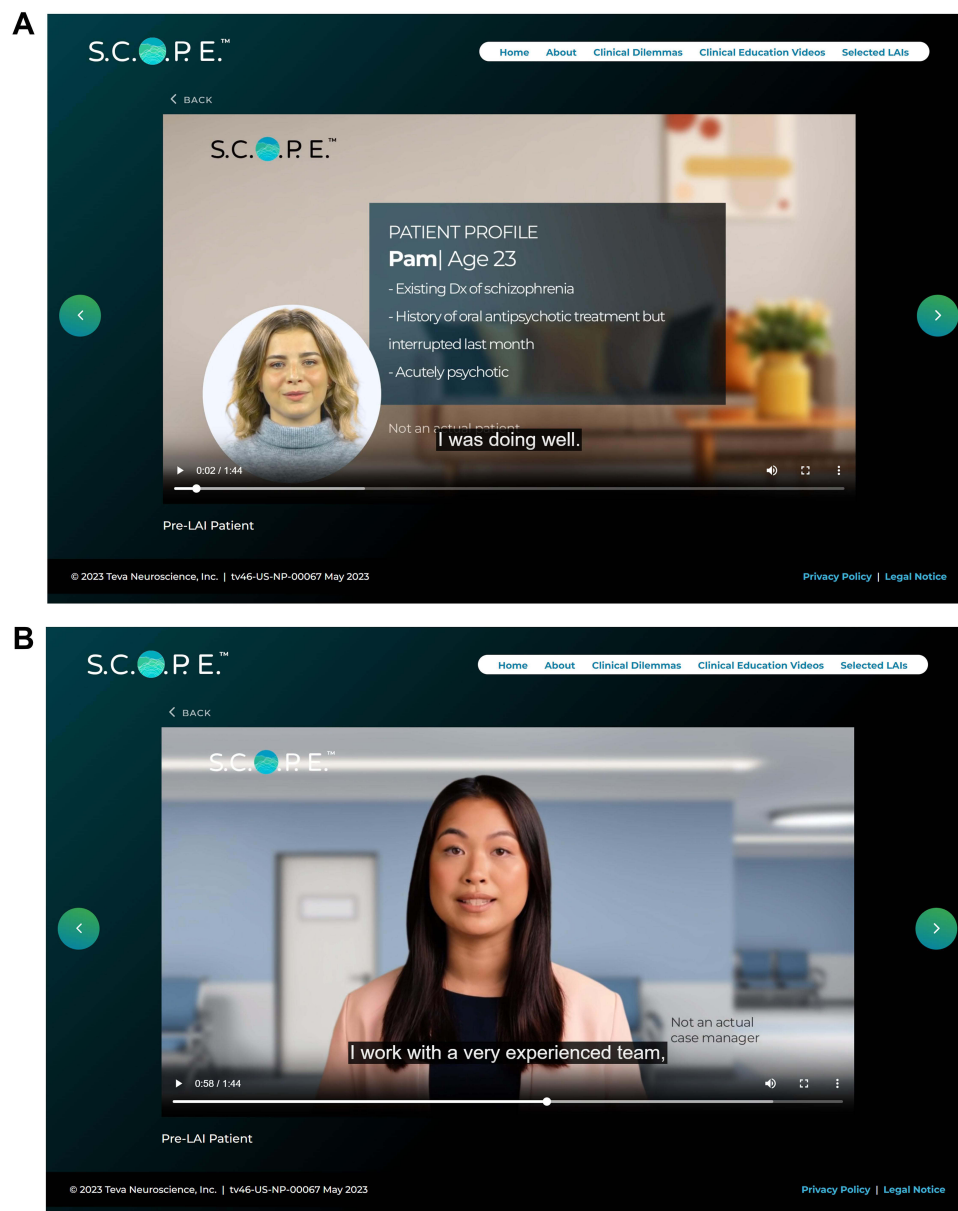 A
S.C.O.P.E.™
Home About Clinical Dilemmas Clinical Education Videos Selected LAIs
BACK
S.C.O.P.E.™
PATIENT PROFILE
Pam| Age 23
- Existing Dx of schizophrenia
- History of oral antipsychotic treatment but
interrupted last month
- Acutely psychotic
Not an actual patient
I was doing well.
0:02 / 1:44
Pre-LAI Patient
© 2023 Teva Neuroscience, Inc. | tv46-US-NP-00067 May 2023
Privacy Policy | Legal Notice
B
S.C.O.P.E.™
Home About Clinical Dilemmas Clinical Education Videos Selected LAIs
BACK
S.C.O.P.E.™
Not an actual
case manager
I work with a very experienced team,
0:58 / 1:44
Pre-LAI Patient
© 2023 Teva Neuroscience, Inc. | tv46-US-NP-00067 May 2023
Privacy Policy | Legal Notice